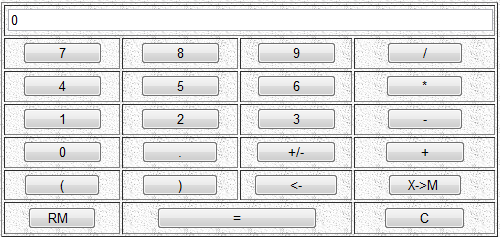 0
7 8 9 /
4 5 6 *
1 2 3 -
0 . +/- +
( ) <- X->M
RM = C